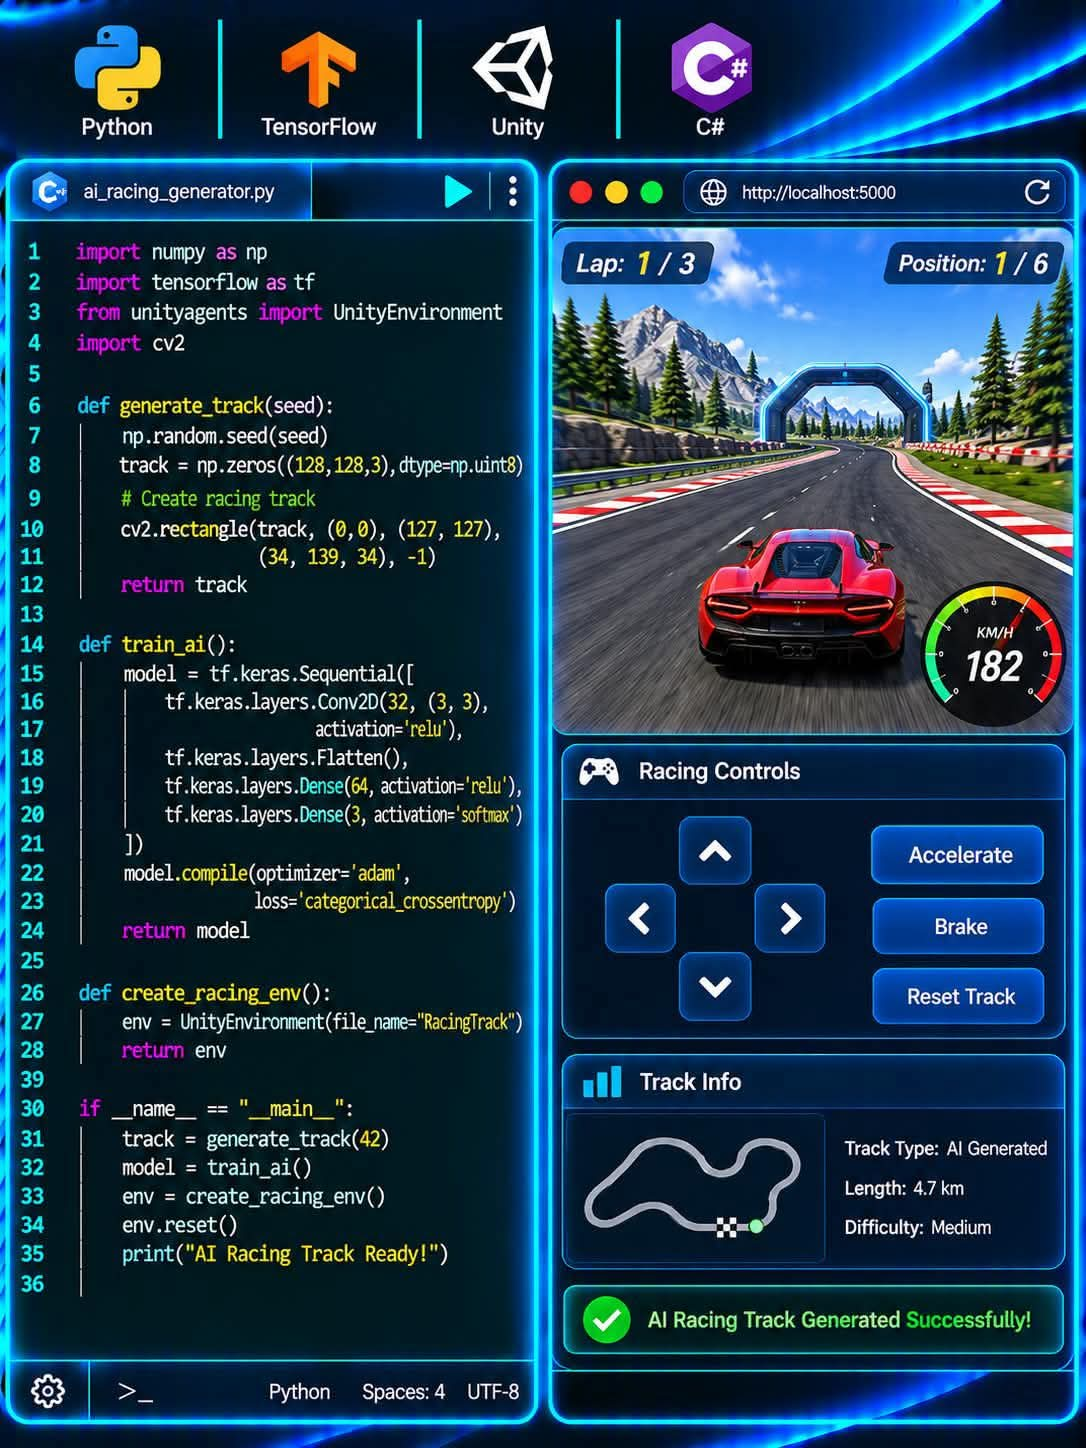 Python
TensorFlow
Unity
C#
C#
ai_racing_generator.py
1 import numpy as np
2 import tensorflow as tf
3 from unityagents import UnityEnvironment
4 import cv2
5
6 def generate_track(seed):
7 np.random.seed(seed)
8 track = np.zeros((128,128,3),dtype=np.uint8)
9 # Create racing track
10 cv2.rectangle(track, (0,0), (127, 127),
11 (34, 139, 34), -1)
12 return track
13
14 def train_ai():
15 model = tf.keras.Sequential([
16 tf.keras.layers.Conv2D(32, (3, 3),
17 activation='relu'),
18 tf.keras.layers.Flatten(),
19 tf.keras.layers.Dense(64, activation='relu'),
20 tf.keras.layers.Dense(3, activation='softmax')
21 ])
22 model.compile(optimizer='adam',
23 loss='categorical_crossentropy')
24 return model
25
26 def create_racing_env():
27 env = UnityEnvironment(file_name="RacingTrack")
28 return env
39
30 if __name__ == "__main__":
31 track = generate_track(42)
32 model = train_ai()
33 env = create_racing_env()
34 env.reset()
35 print("AI Racing Track Ready!")
36
>_ Python Spaces: 4 UTF-8
http://localhost:5000
Lap: 1 / 3
Position: 1 / 6
KM/H
182
Racing Controls
Accelerate
Brake
Reset Track
Track Info
Track Type: AI Generated
Length: 4.7 km
Difficulty: Medium
AI Racing Track Generated Successfully!